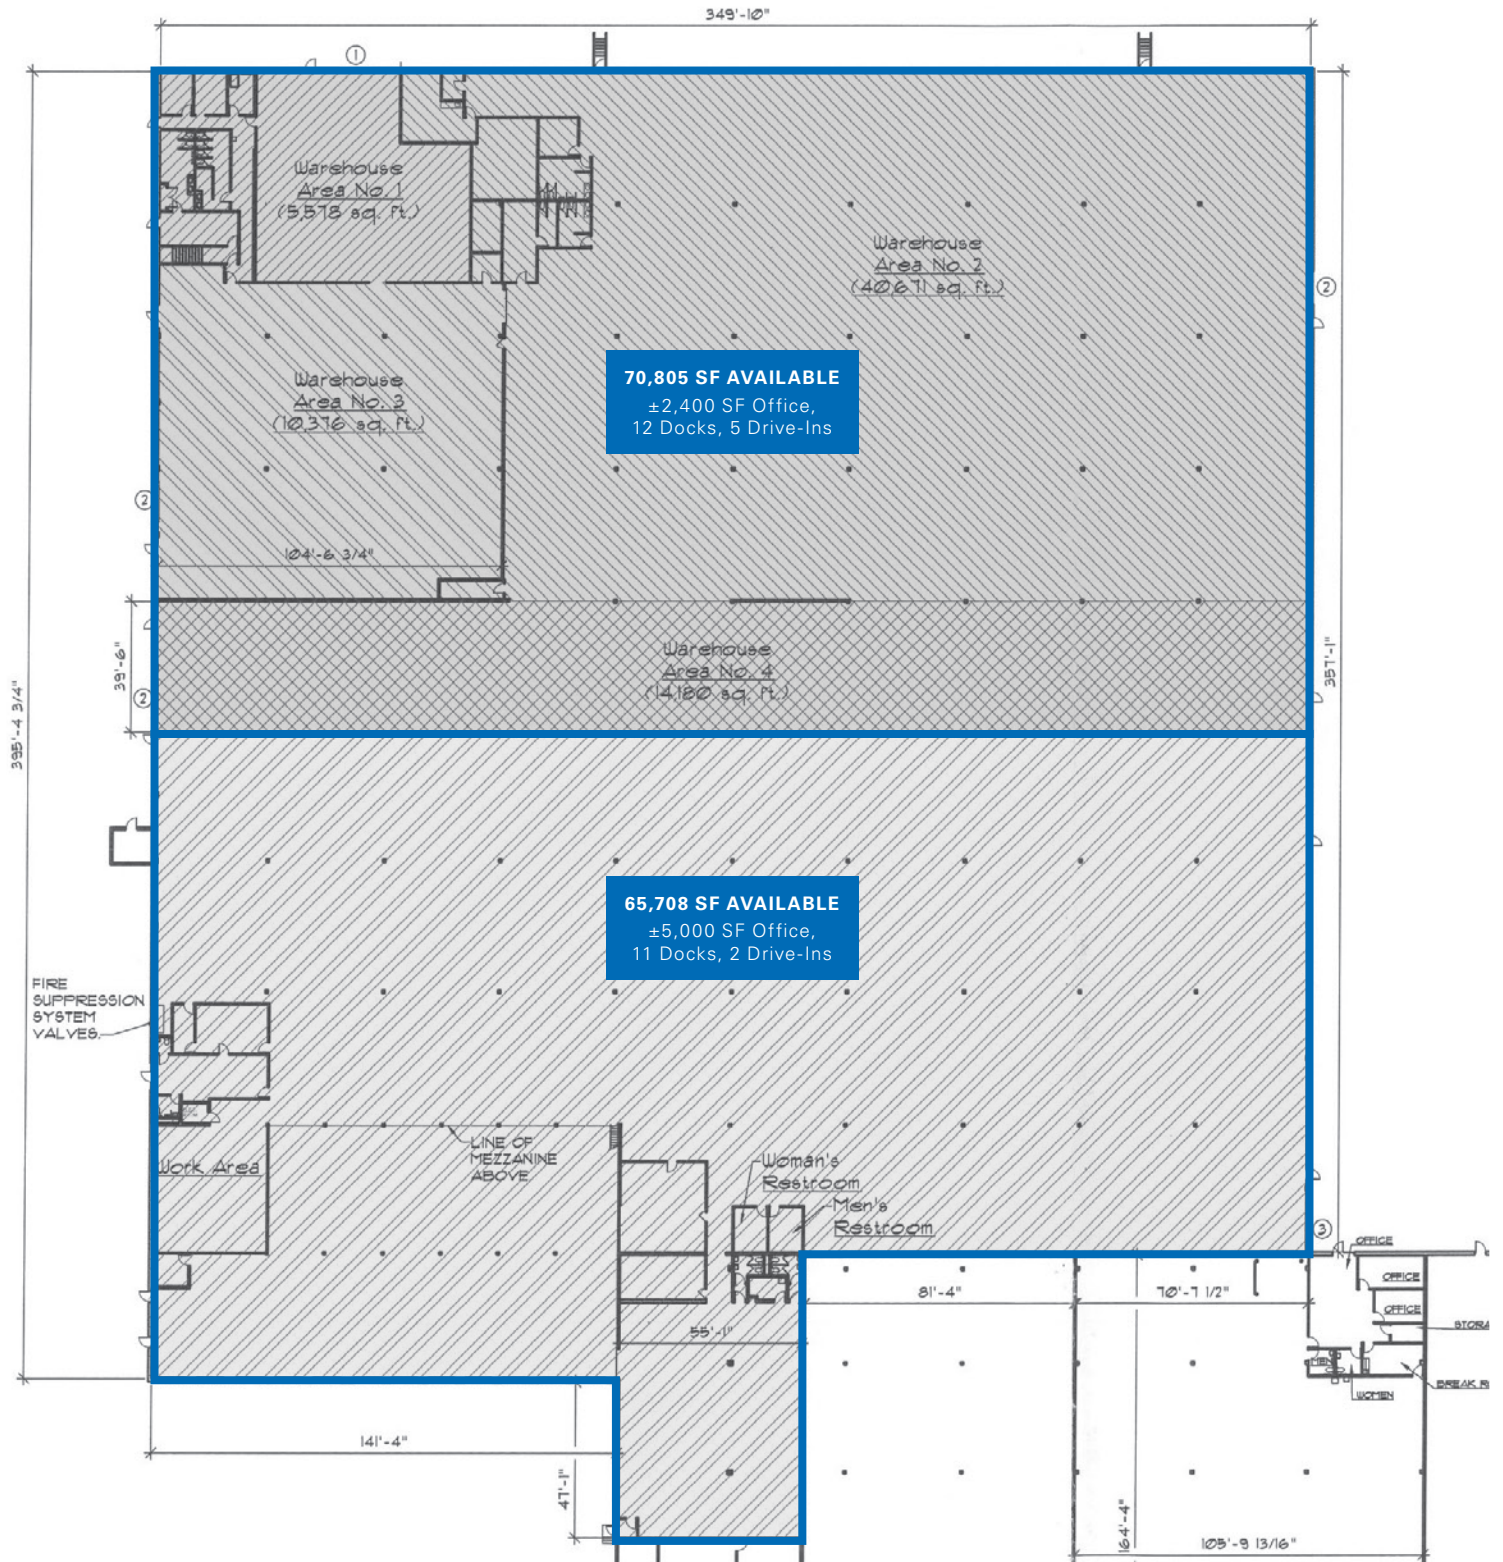 349'-10"
1
Warehouse
Area No. 1
(5,578 sq. ft.)
Warehouse
Area No. 2
(40,671 sq. ft.)
2
70,805 SF AVAILABLE
±2,400 SF Office,
12 Docks, 5 Drive-Ins
Warehouse
Area No. 3
(10,376 sq. ft.)
2
104'-6 3/4"
39'-6"
Warehouse
Area No. 4
(14,180 sq. ft.)
357'-1"
2
395'-4 3/4"
65,708 SF AVAILABLE
±5,000 SF Office,
11 Docks, 2 Drive-Ins
FIRE
SUPPRESSION
SYSTEM
VALVES.
LINE OF
MEZZANINE
ABOVE
Work Area
Woman's
Restroom
Men's
Restroom
3
OFFICE
OFFICE
OFFICE
81'-4"
70'-7 1/2"
STORA
55'-1"
MEN
WOMEN
BREAK R
141'-4"
47'-1"
164'-4"
105'-9 13/16"